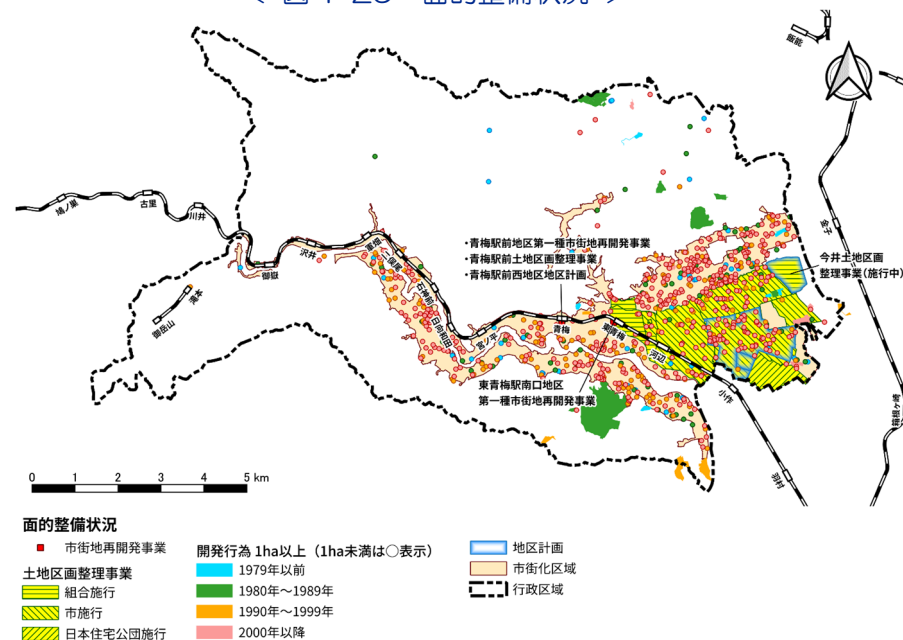 飯能
鳩ノ巣
古里
川井
御嶽
沢井
軍畑
二俣尾
石神前
日向和田
宮ノ平
青梅
東青梅
河辺
小作
羽村
金子
箱根ヶ崎
滝本
御岳山
・青梅駅前地区第一種市街地再開発事業
・青梅駅前土地区画整理事業
・青梅駅前西地区地区計画
今井土地区画
整理事業(施行中)
東青梅駅南口地区
第一種市街地再開発事業
0 1 2 3 4 5 km
面的整備状況
市街地再開発事業
土地区画整理事業
組合施行
市施行
日本住宅公団施行
開発行為 1ha以上(1ha未満は○表示)
1979年以前
1980年～1989年
1990年～1999年
2000年以降
地区計画
市街化区域
行政区域